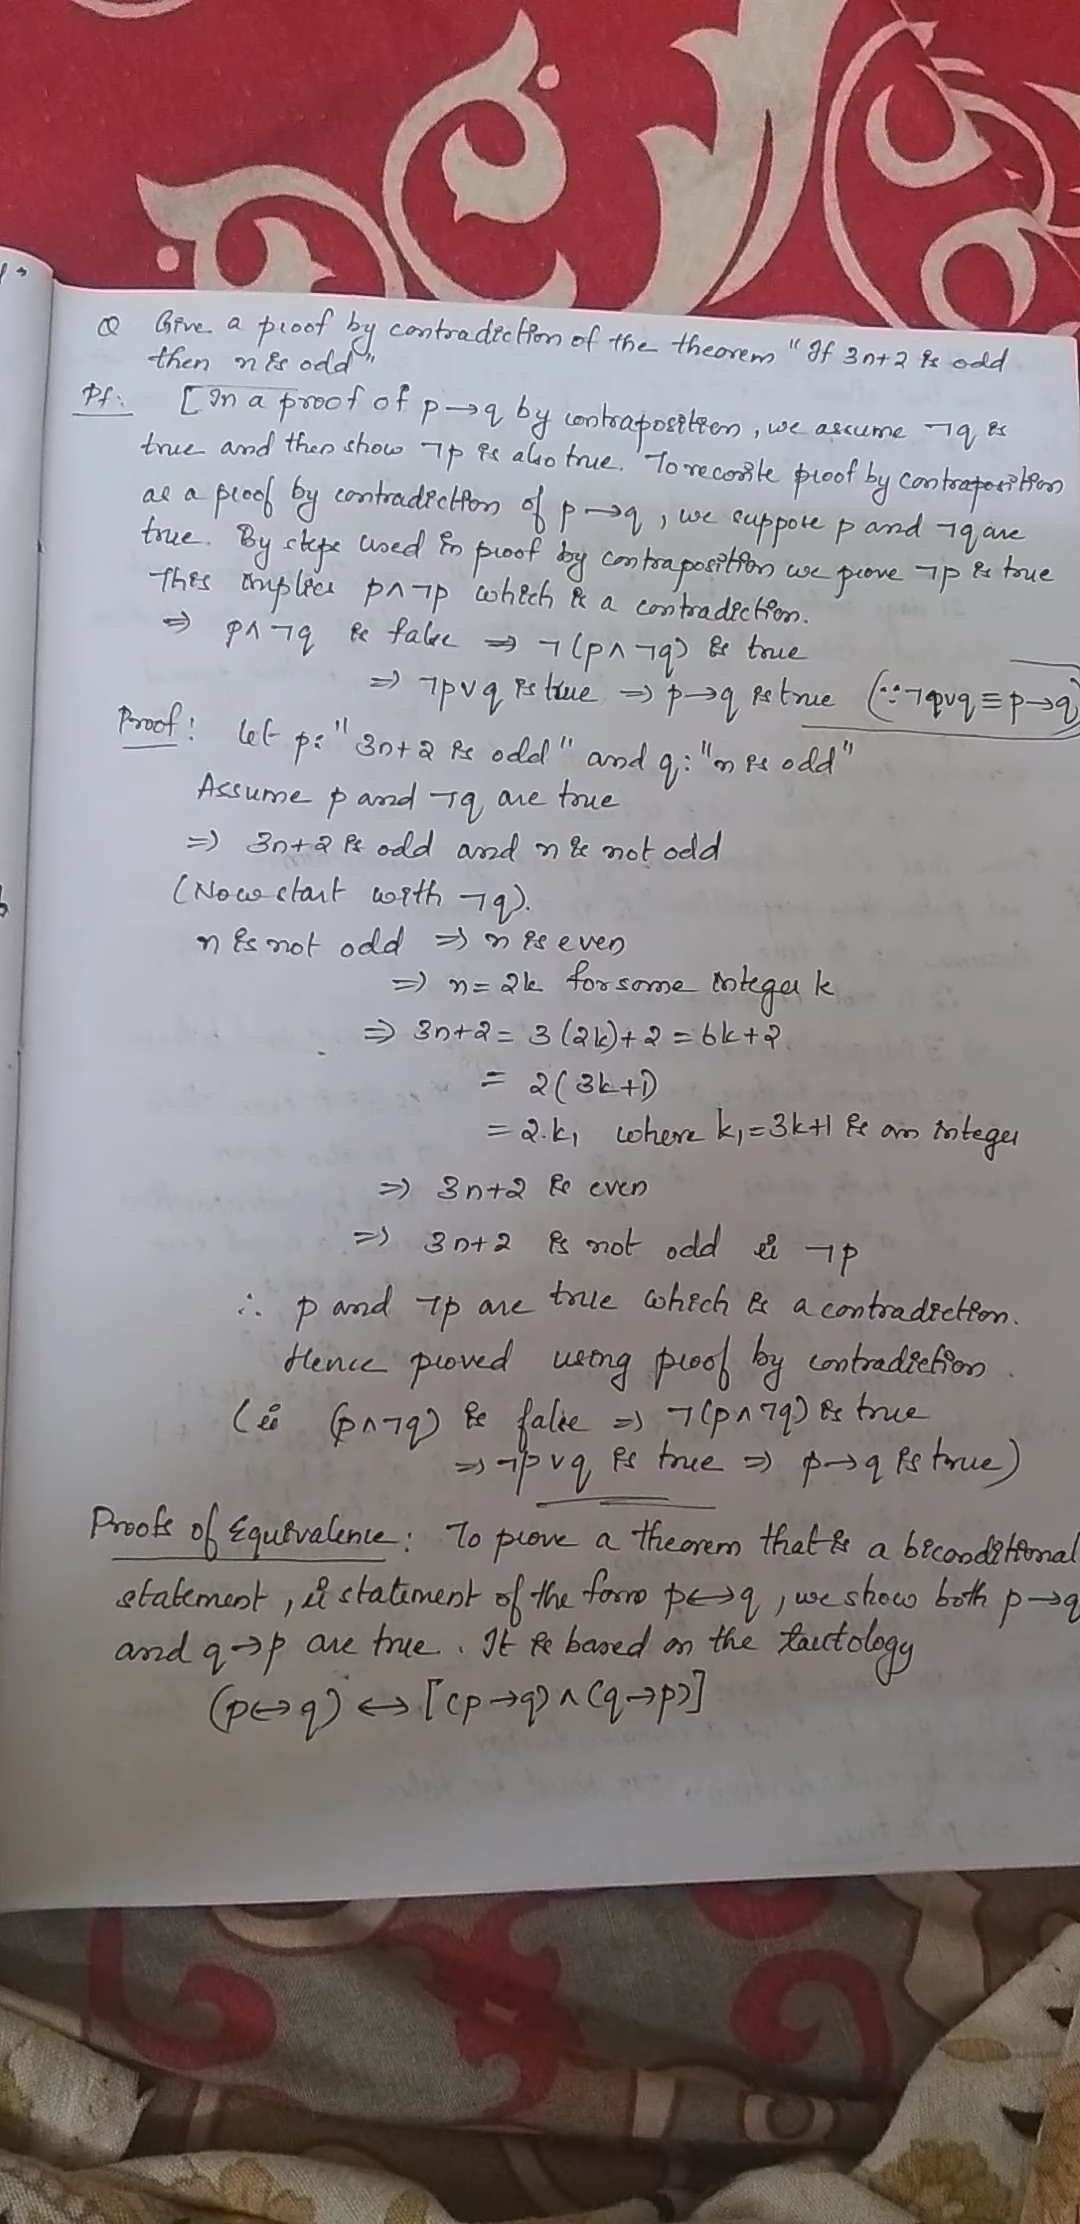 Q Give a proof by contradiction of the theorem "If 3n+2 is odd
then n is odd"
Pf: [In a proof of p→q by contraposition, we assume ¬q is
true and then show ¬p is also true. To rewrite proof by contraposition
as a proof by contradiction of p→q, we suppose p and ¬q are
true. By steps used in proof by contraposition we prove ¬p is true
This implies p∧¬p which is a contradiction.
⇒ p∧¬q is false ⇒ ¬(p∧¬q) is true
⇒ ¬p∨q is true ⇒ p→q is true (∵ ¬p∨q ≡ p→q)
Proof: Let p: "3n+2 is odd" and q: "n is odd"
Assume p and ¬q are true
⇒ 3n+2 is odd and n is not odd
(Now start with ¬q).
n is not odd ⇒ n is even
⇒ n = 2k for some integer k
⇒ 3n+2 = 3(2k)+2 = 6k+2
= 2(3k+1)
= 2.k₁ where k₁=3k+1 is an integer
⇒ 3n+2 is even
⇒ 3n+2 is not odd ie ¬p
∴ p and ¬p are true which is a contradiction.
Hence proved using proof by contradiction.
(ie (p∧¬q) is false ⇒ ¬(p∧¬q) is true
⇒ ¬p∨q is true ⇒ p→q is true)
Proofs of Equivalence: To prove a theorem that is a biconditional
statement, ie statement of the form p↔q, we show both p→q
and q→p are true. It is based on the tautology
(p↔q) ↔ [(p→q)∧(q→p)]